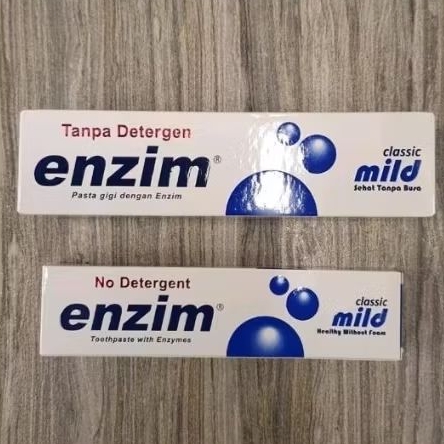 Tanpa Detergen
enzim®
Pasta gigi dengan Enzim
classic
mild
Sehat Tanpa Busa
No Detergent
enzim®
Toothpaste with Enzymes
classic
mild
Healthy Without Foam